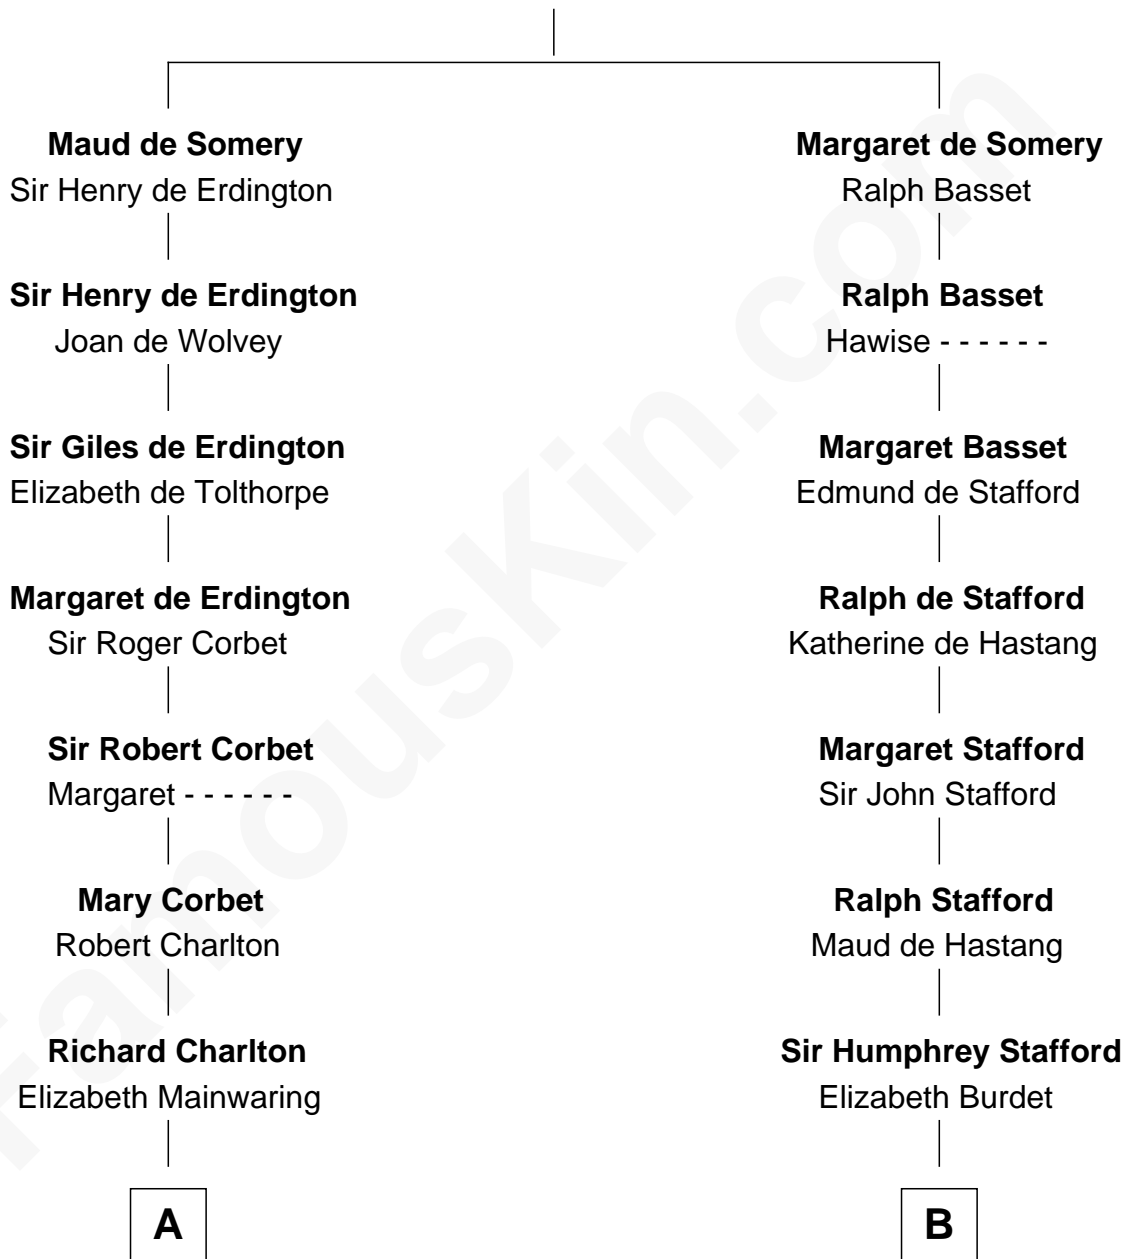 Maud de Somery
Sir Henry de Erdington
Sir Henry de Erdington
Joan de Wolvey
Sir Giles de Erdington
Elizabeth de Tolthorpe
Margaret de Erdington
Sir Roger Corbet
Sir Robert Corbet
Margaret - - - - - -
Mary Corbet
Robert Charlton
Richard Charlton
Elizabeth Mainwaring
A
Margaret de Somery
Ralph Basset
Ralph Basset
Hawise - - - - - -
Margaret Basset
Edmund de Stafford
Ralph de Stafford
Katherine de Hastang
Margaret Stafford
Sir John Stafford
Ralph Stafford
Maud de Hastang
Sir Humphrey Stafford
Elizabeth Burdet
B
FamousKin.com